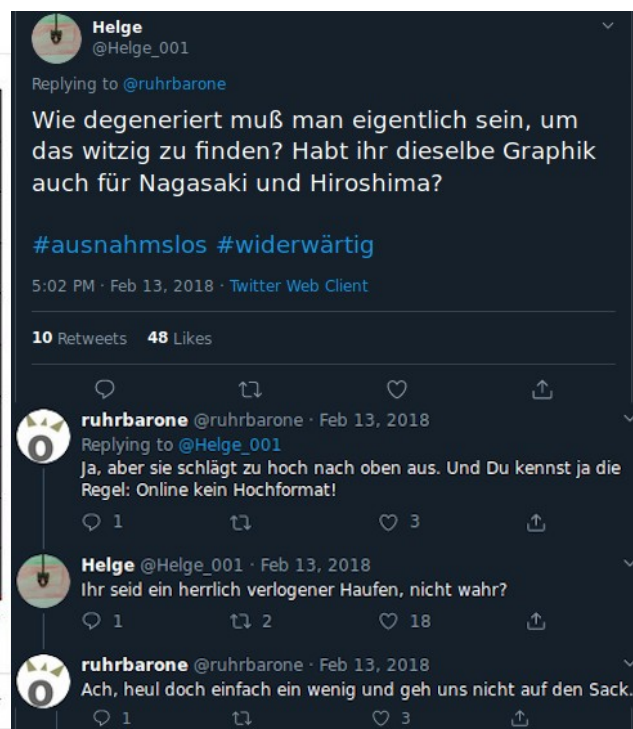 Helge
@Helge_001
Replying to @ruhrbarone
Wie degeneriert muß man eigentlich sein, um
das witzig zu finden? Habt ihr dieselbe Graphik
auch für Nagasaki und Hiroshima?
#ausnahmslos #widerwärtig
5:02 PM · Feb 13, 2018 · Twitter Web Client
10 Retweets 48 Likes
ruhrbarone @ruhrbarone · Feb 13, 2018
Replying to @Helge_001
Ja, aber sie schlägt zu hoch nach oben aus. Und Du kennst ja die
Regel: Online kein Hochformat!
1 3
Helge @Helge_001 · Feb 13, 2018
Ihr seid ein herrlich verlogener Haufen, nicht wahr?
1 2 18
ruhrbarone @ruhrbarone · Feb 13, 2018
Ach, heul doch einfach ein wenig und geh uns nicht auf den Sack.
1 3